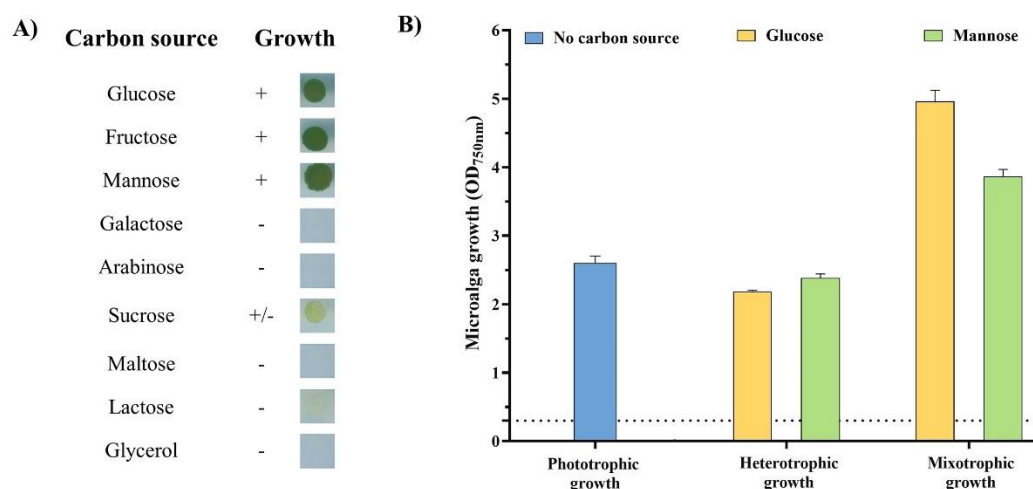 A)
Carbon source Growth
Glucose +
Fructose +
Mannose +
Galactose -
Arabinose -
Sucrose +/-
Maltose -
Lactose -
Glycerol -
B)
No carbon source Glucose Mannose
Microalga growth (OD750nm)
6
5
4
3
2
1
0
Phototrophic growth
Heterotrophic growth
Mixotrophic growth